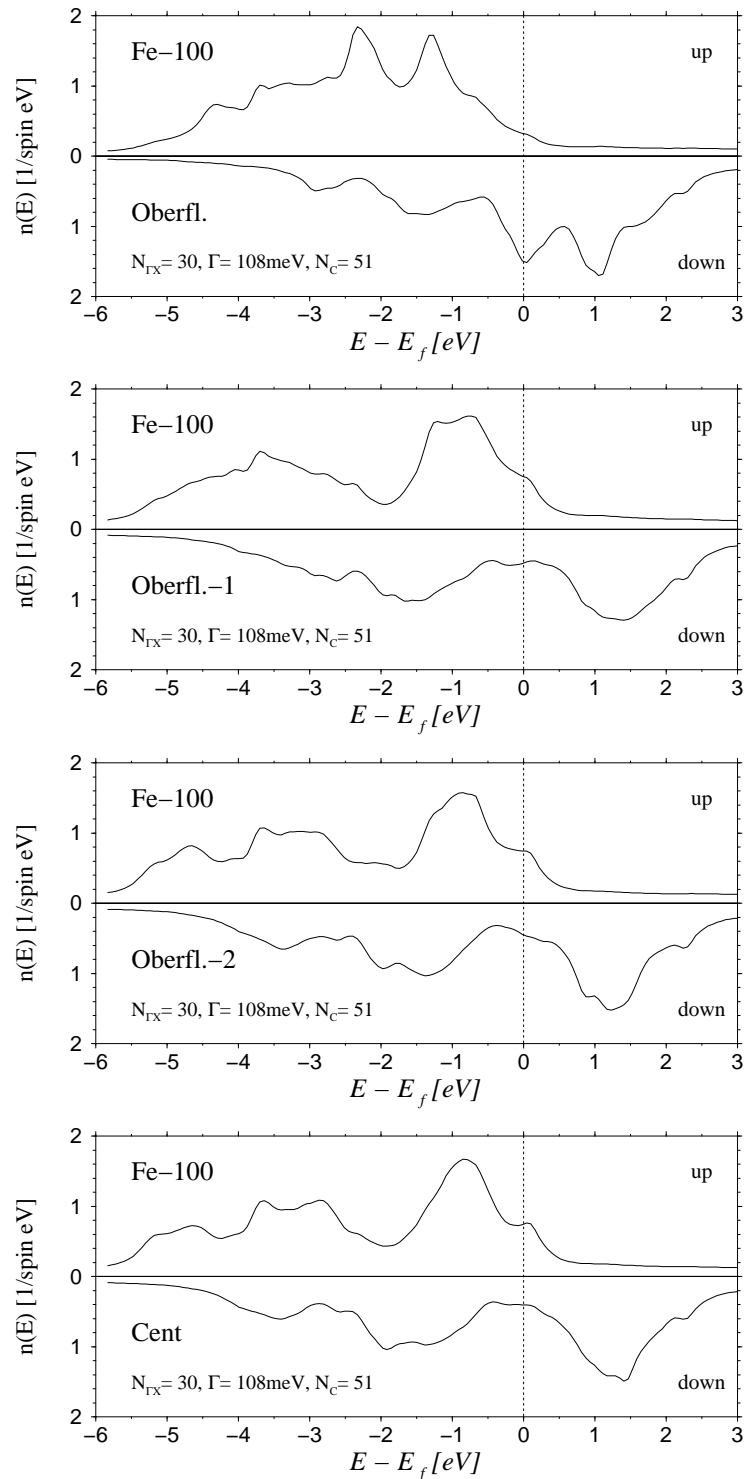 2
Fe−100
up
1
n(E) [1/spin eV]
0
Oberfl.
1
N_ΓX= 30, Γ= 108meV, N_C= 51
down
2
−6 −5 −4 −3 −2 −1 0 1 2 3
E − E_f [eV]
2
Fe−100
up
1
n(E) [1/spin eV]
0
Oberfl.−1
1
N_ΓX= 30, Γ= 108meV, N_C= 51
down
2
−6 −5 −4 −3 −2 −1 0 1 2 3
E − E_f [eV]
2
Fe−100
up
1
n(E) [1/spin eV]
0
Oberfl.−2
1
N_ΓX= 30, Γ= 108meV, N_C= 51
down
2
−6 −5 −4 −3 −2 −1 0 1 2 3
E − E_f [eV]
2
Fe−100
up
1
n(E) [1/spin eV]
0
Cent
1
N_ΓX= 30, Γ= 108meV, N_C= 51
down
2
−6 −5 −4 −3 −2 −1 0 1 2 3
E − E_f [eV]